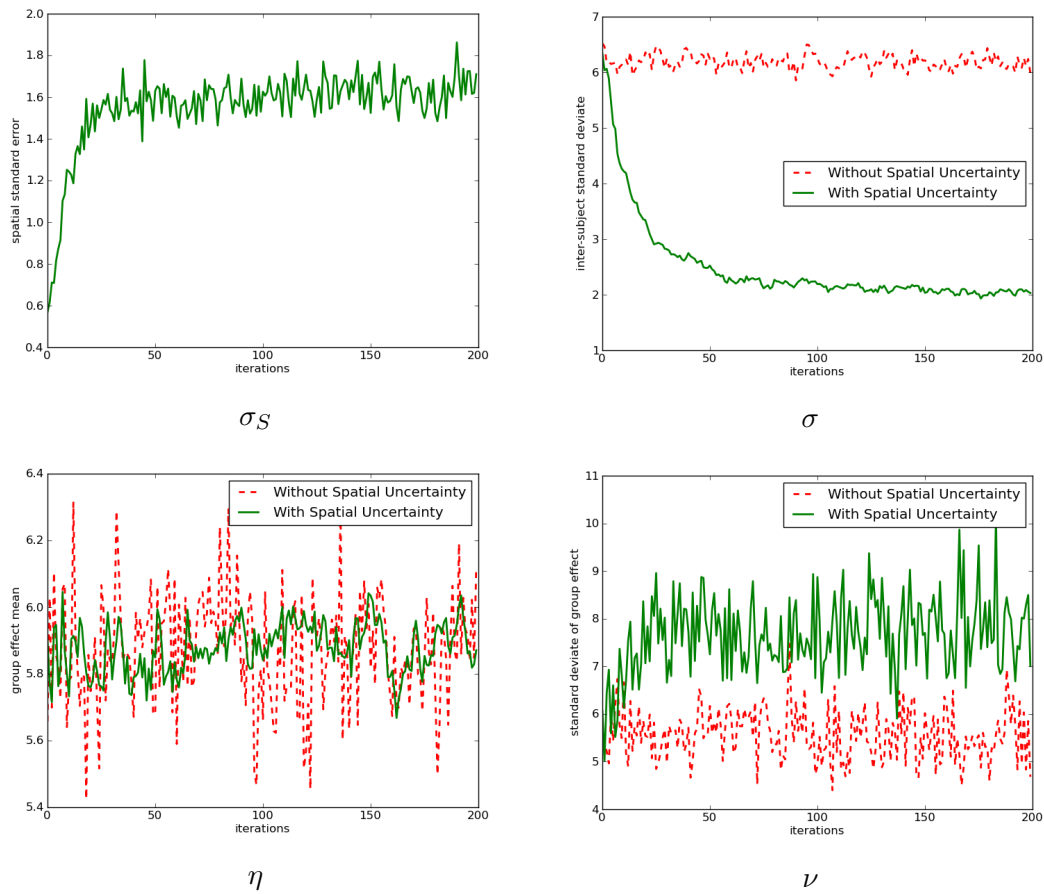 2.0
1.8
1.6
1.4
1.2
1.0
0.8
0.6
0.4
spatial standard error
0 50 100 150 200
iterations
σ_S
7
6
5
4
3
2
1
inter-subject standard deviate
Without Spatial Uncertainty
With Spatial Uncertainty
0 50 100 150 200
iterations
σ
6.4
6.2
6.0
5.8
5.6
5.4
group effect mean
Without Spatial Uncertainty
With Spatial Uncertainty
0 50 100 150 200
iterations
η
11
10
9
8
7
6
5
4
standard deviate of group effect
Without Spatial Uncertainty
With Spatial Uncertainty
0 50 100 150 200
iterations
ν